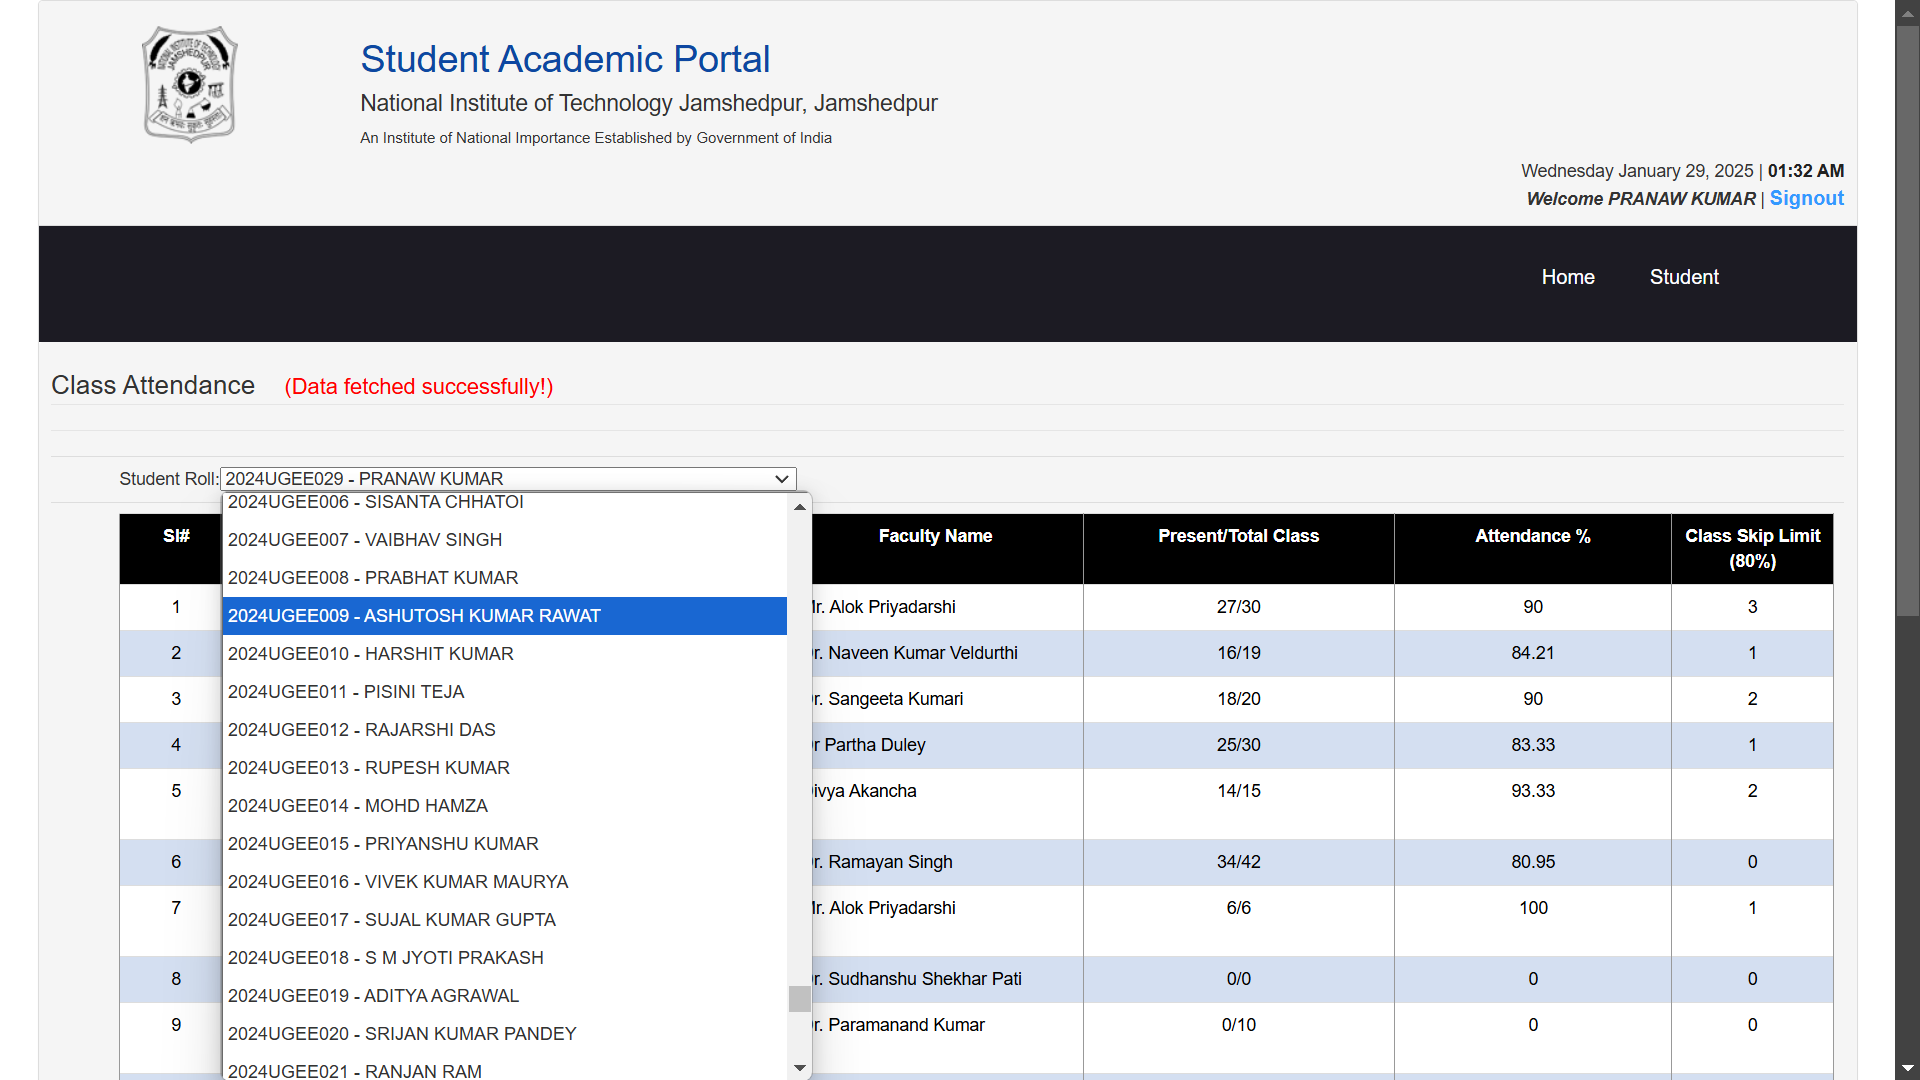 Student Academic Portal
National Institute of Technology Jamshedpur, Jamshedpur
An Institute of National Importance Established by Government of India
Wednesday January 29, 2025 | 01:32 AM
Welcome PRANAW KUMAR | Signout
Home Student
Class Attendance (Data fetched successfully!)
Student Roll: 2024UGEE029 - PRANAW KUMAR
2024UGEE006 - SISANTA CHHATOI
2024UGEE007 - VAIBHAV SINGH
2024UGEE008 - PRABHAT KUMAR
2024UGEE009 - ASHUTOSH KUMAR RAWAT
2024UGEE010 - HARSHIT KUMAR
2024UGEE011 - PISINI TEJA
2024UGEE012 - RAJARSHI DAS
2024UGEE013 - RUPESH KUMAR
2024UGEE014 - MOHD HAMZA
2024UGEE015 - PRIYANSHU KUMAR
2024UGEE016 - VIVEK KUMAR MAURYA
2024UGEE017 - SUJAL KUMAR GUPTA
2024UGEE018 - S M JYOTI PRAKASH
2024UGEE019 - ADITYA AGRAWAL
2024UGEE020 - SRIJAN KUMAR PANDEY
2024UGEE021 - RANJAN RAM
Sl# Faculty Name Present/Total Class Attendance % Class Skip Limit
(80%)
1 Alok Priyadarshi 27/30 90 3
2 Naveen Kumar Veldurthi 16/19 84.21 1
3 Sangeeta Kumari 18/20 90 2
4 Partha Duley 25/30 83.33 1
5 Akancha 14/15 93.33 2
6 Ramayan Singh 34/42 80.95 0
7 Alok Priyadarshi 6/6 100 1
8 Sudhanshu Shekhar Pati 0/0 0 0
9 Paramanand Kumar 0/10 0 0